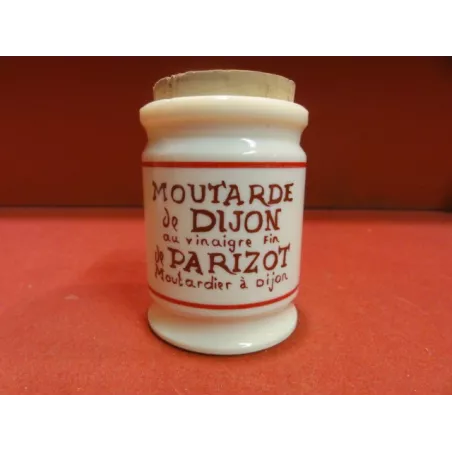 MOUTARDE
de DIJON
au vinaigre Fin
de PARIZOT
Moutardier à Dijon